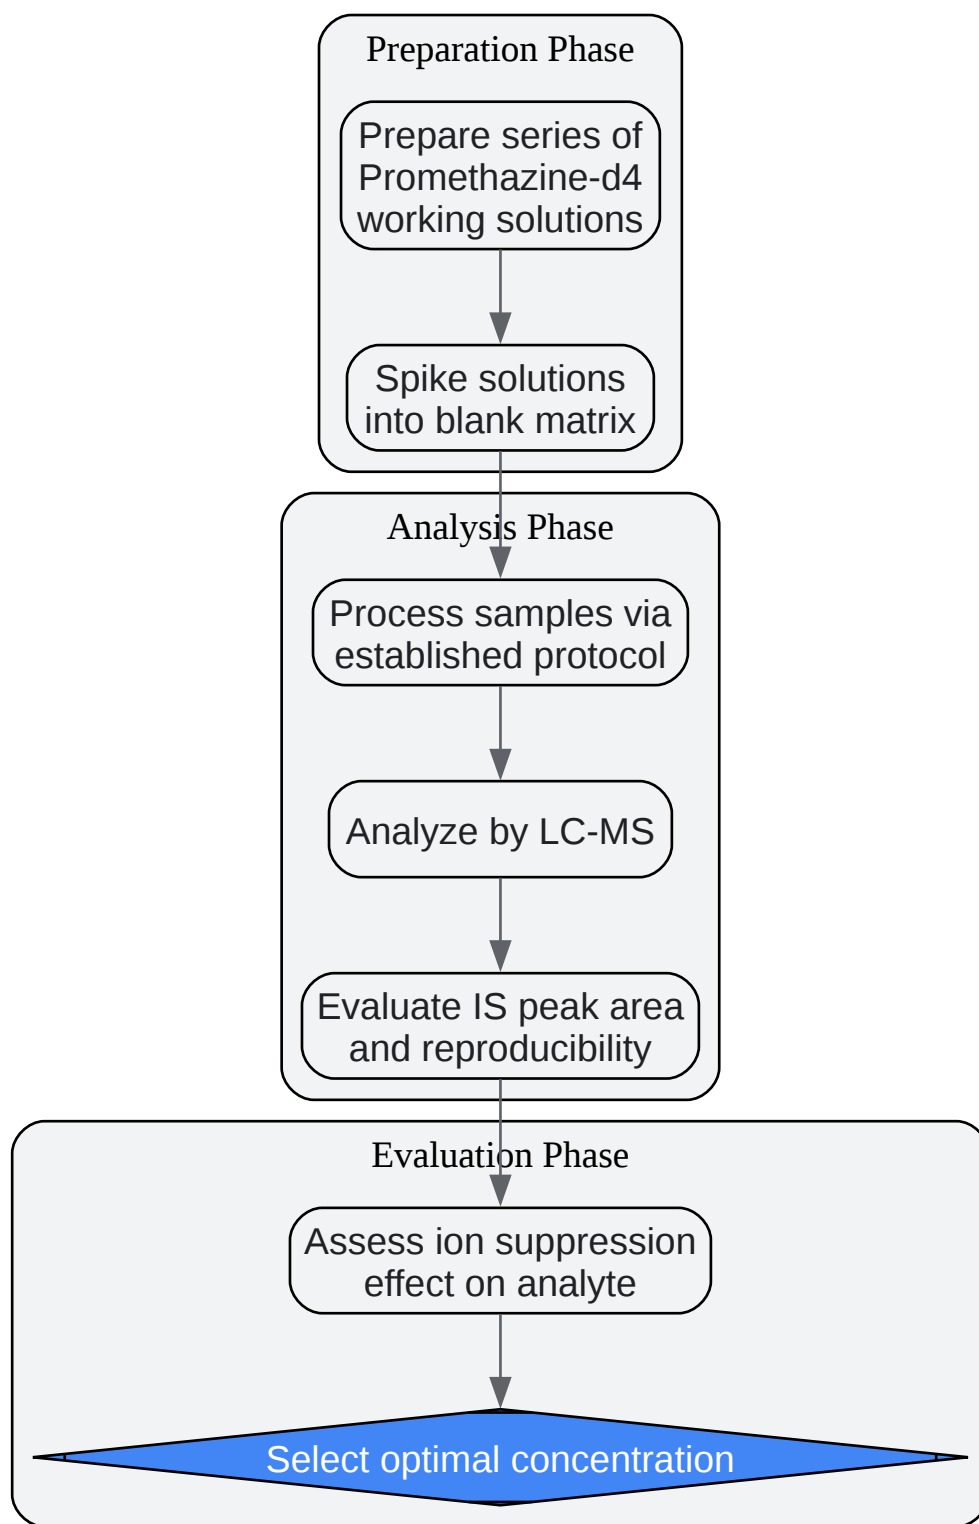 Preparation Phase
Prepare series of
Promethazine-d4
working solutions
Spike solutions
into blank matrix
Analysis Phase
Process samples via
established protocol
Analyze by LC-MS
Evaluate IS peak area
and reproducibility
Evaluation Phase
Assess ion suppression
effect on analyte
Select optimal concentration